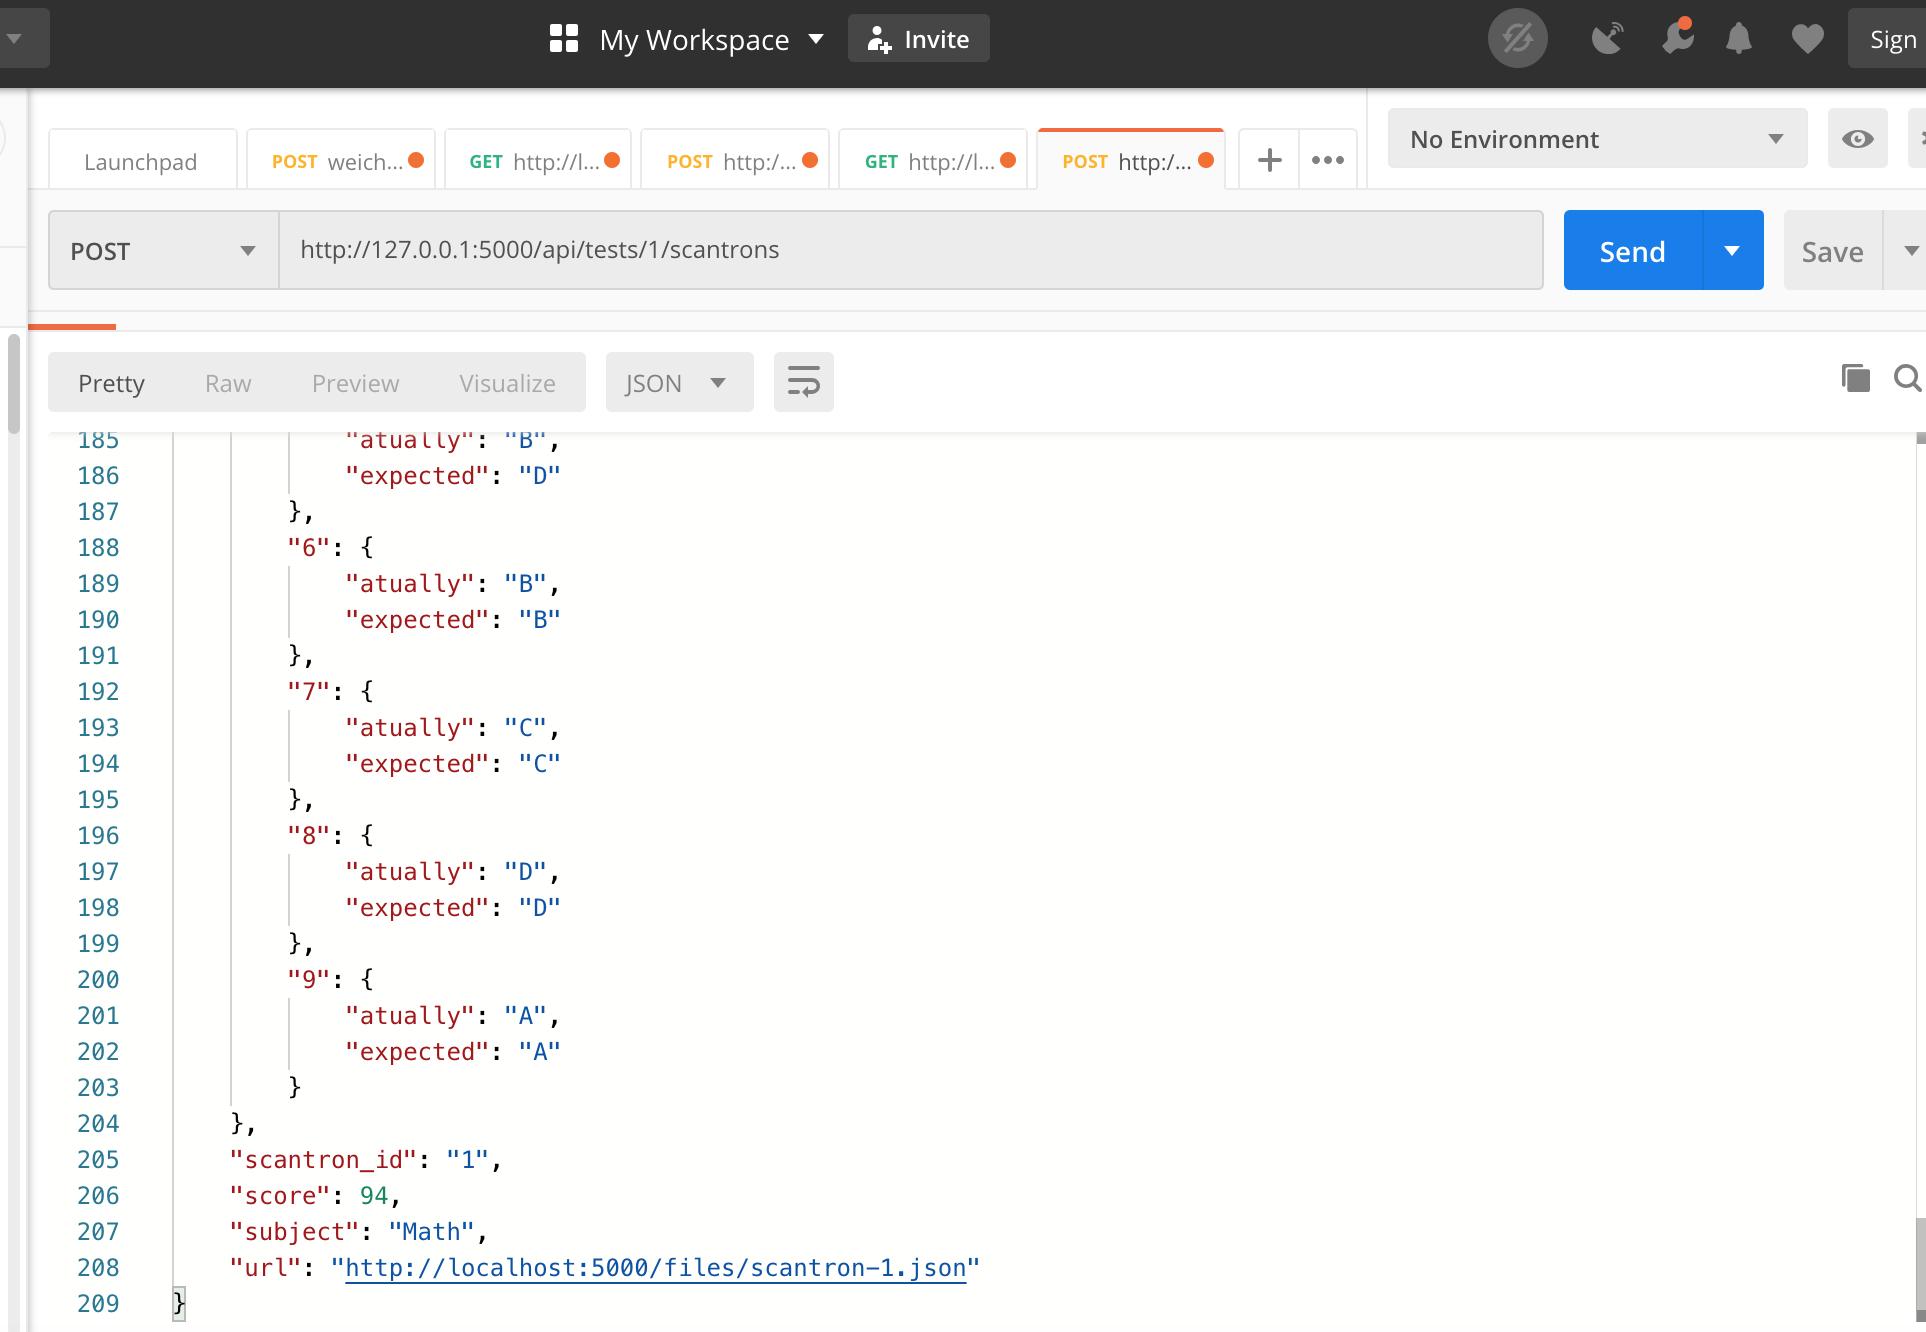 My Workspace Invite Sign
Launchpad POST weich... GET http://l... POST http:/... GET http://l... POST http:/... No Environment
POST http://127.0.0.1:5000/api/tests/1/scantrons Send Save
Pretty Raw Preview Visualize JSON
185 "atually": "B",
186 "expected": "D"
187 },
188 "6": {
189 "atually": "B",
190 "expected": "B"
191 },
192 "7": {
193 "atually": "C",
194 "expected": "C"
195 },
196 "8": {
197 "atually": "D",
198 "expected": "D"
199 },
200 "9": {
201 "atually": "A",
202 "expected": "A"
203 }
204 },
205 "scantron_id": "1",
206 "score": 94,
207 "subject": "Math",
208 "url": "http://localhost:5000/files/scantron-1.json"
209 }